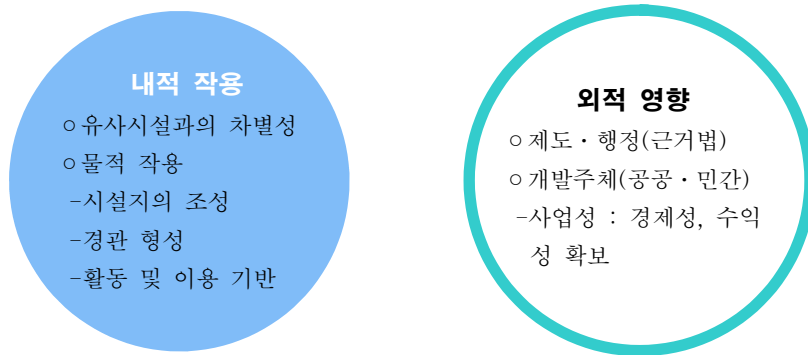 내적 작용
○유사시설과의 차별성
○물적 작용
-시설지의 조성
-경관 형성
-활동 및 이용 기반
외적 영향
○제도·행정(근거법)
○개발주체(공공·민간)
-사업성 : 경제성, 수익
성 확보